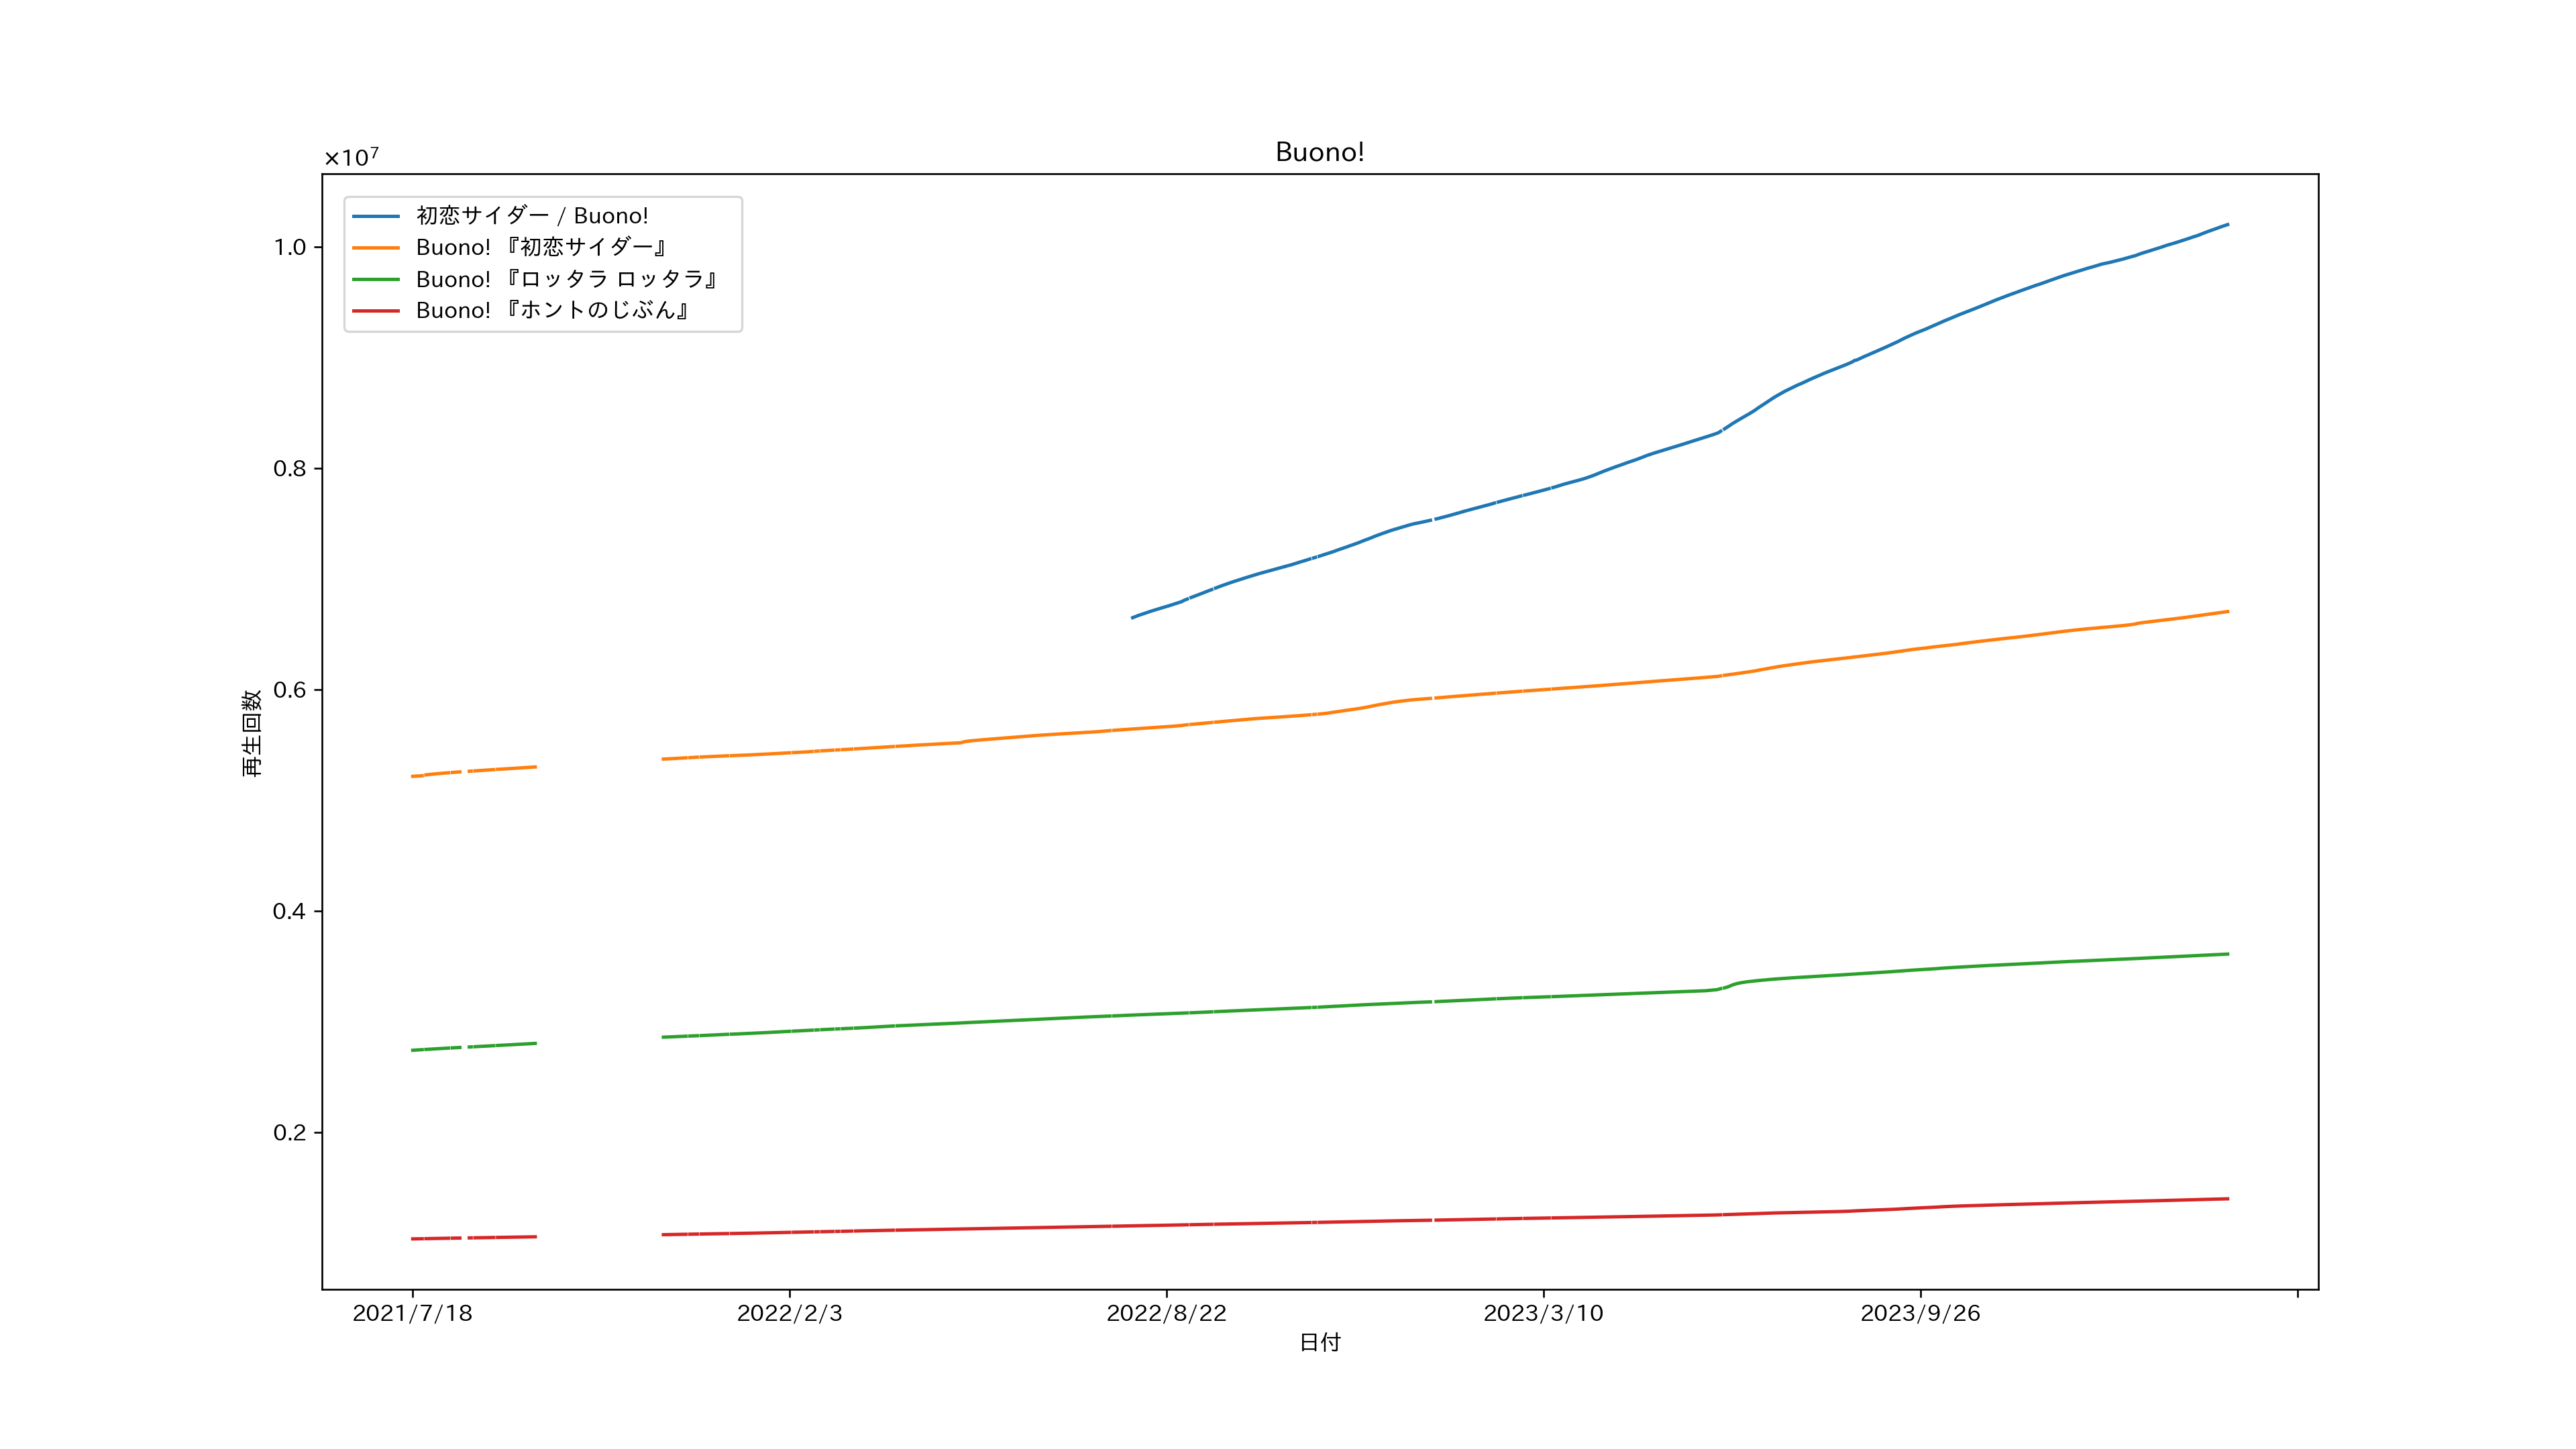 Buono!
×10⁷
初恋サイダー / Buono!
Buono! 『初恋サイダー』
Buono! 『ロッタラ ロッタラ』
Buono! 『ホントのじぶん』
1.0
0.8
0.6
0.4
0.2
再生回数
2021/7/18
2022/2/3
2022/8/22
2023/3/10
2023/9/26
日付